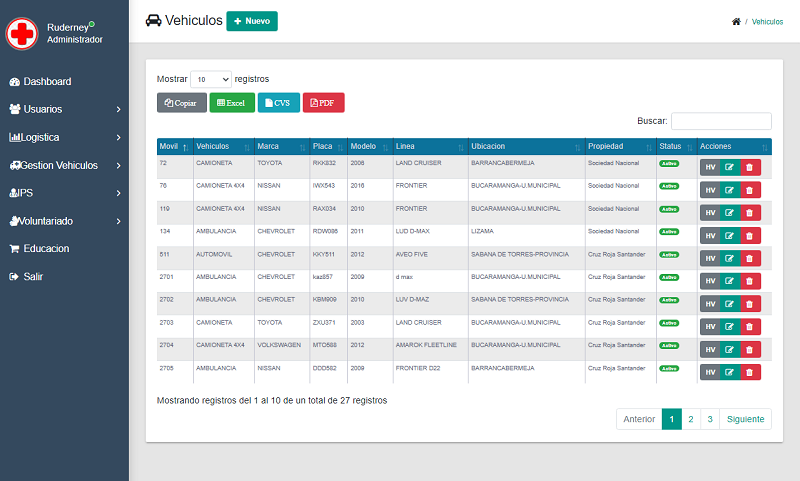 Ruderney
Administrador
Dashboard
Usuarios
Logistica
Gestion Vehiculos
IPS
Voluntariado
Educacion
Salir
Vehiculos + Nuevo
/ Vehiculos
Mostrar 10 registros
Copiar Excel CVS PDF
Buscar:
Movil Vehiculos Marca Placa Modelo Linea Ubicacion Propiedad Status Acciones
72 CAMIONETA TOYOTA RKK832 2006 LAND CRUISER BARRANCABERMEJA Sociedad Nacional Activo HV
76 CAMIONETA 4X4 NISSAN IWX543 2016 FRONTIER BUCARAMANGA-U.MUNICIPAL Sociedad Nacional Activo HV
119 CAMIONETA 4X4 NISSAN RAX034 2010 FRONTIER BUCARAMANGA-U.MUNICIPAL Sociedad Nacional Activo HV
134 AMBULANCIA CHEVROLET RDW086 2011 LUD D-MAX LIZAMA Sociedad Nacional Activo HV
511 AUTOMOVIL CHEVROLET KKY511 2012 AVEO FIVE SABANA DE TORRES-PROVINCIA Cruz Roja Santander Activo HV
2701 AMBULANCIA CHEVROLET kaz857 2009 d max BUCARAMANGA-U.MUNICIPAL Cruz Roja Santander Activo HV
2702 AMBULANCIA CHEVROLET KBM909 2010 LUV D-MAZ SABANA DE TORRES-PROVINCIA Cruz Roja Santander Activo HV
2703 CAMIONETA TOYOTA ZXU371 2003 LAND CRUISER BUCARAMANGA-U.MUNICIPAL Cruz Roja Santander Activo HV
2704 CAMIONETA 4X4 VOLKSWAGEN MTO588 2012 AMAROK FLEETLINE BUCARAMANGA-U.MUNICIPAL Cruz Roja Santander Activo HV
2705 AMBULANCIA NISSAN DDD582 2009 FRONTIER D22 BARRANCABERMEJA Cruz Roja Santander Activo HV
Mostrando registros del 1 al 10 de un total de 27 registros
Anterior 1 2 3 Siguiente